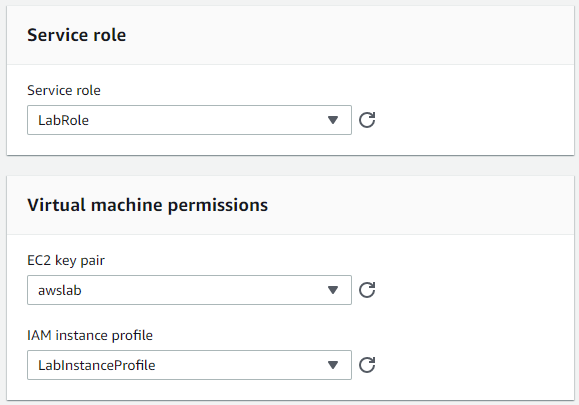 Service role
Service role
LabRole
Virtual machine permissions
EC2 key pair
awslab
IAM instance profile
LabInstanceProfile